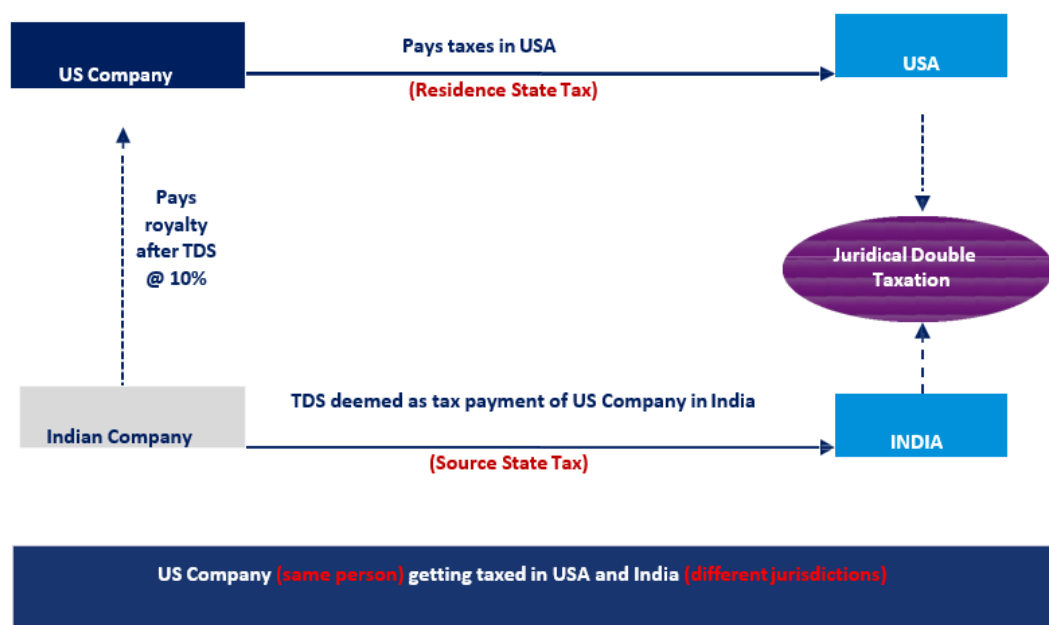 Pays taxes in USA
US Company
USA
(Residence State Tax)
Pays
royalty
after TDS
@ 10%
Juridical Double
Taxation
TDS deemed as tax payment of US Company in India
Indian Company
INDIA
(Source State Tax)
US Company (same person) getting taxed in USA and India (different jurisdictions)